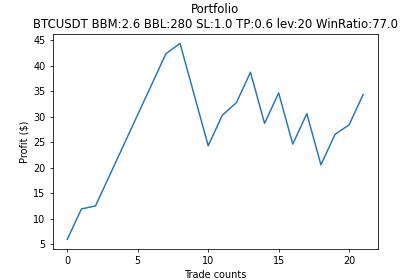 Portfolio
BTCUSDT BBM:2.6 BBL:280 SL:1.0 TP:0.6 lev:20 WinRatio:77.0
45
40
35
30
25
20
15
10
5
Profit ($)
0 5 10 15 20
Trade counts